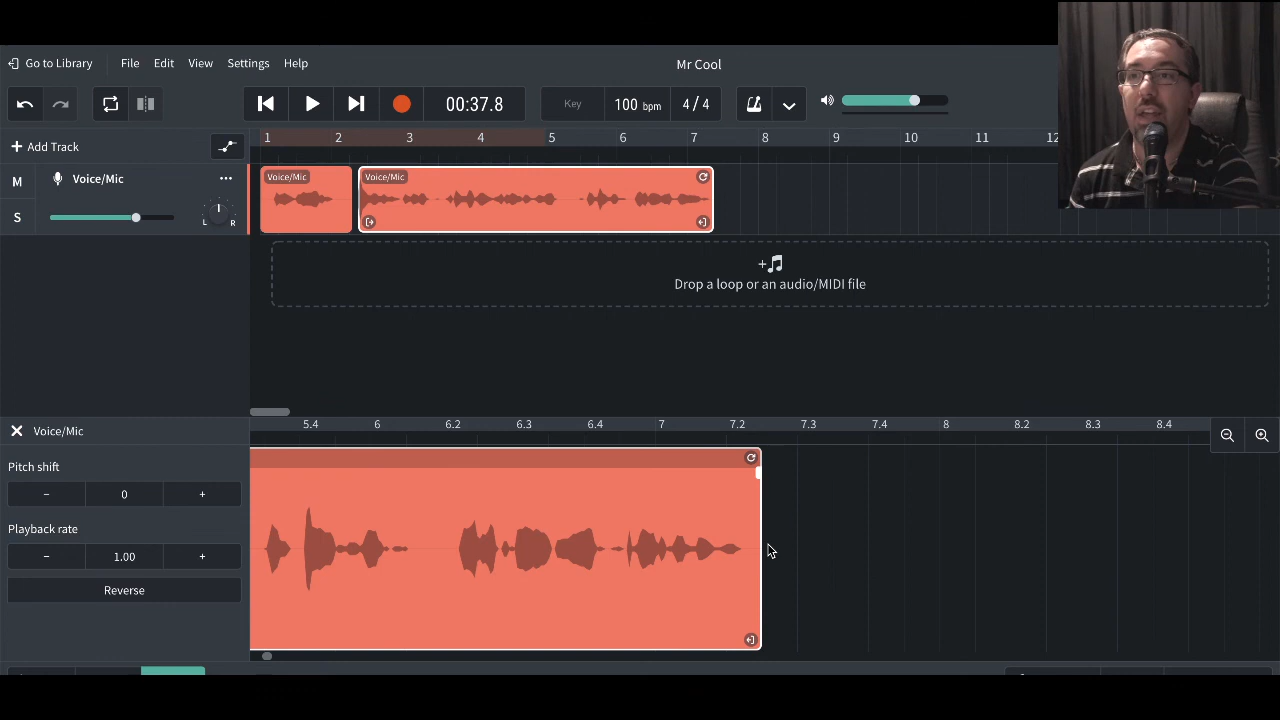 Go to Library File Edit View Settings Help Mr Cool
00:37.8 Key 100 bpm 4 / 4
+ Add Track 1 2 3 4 5 6 7 8 9 10 11 12
M Voice/Mic ... Voice/Mic Voice/Mic
S L R
Drop a loop or an audio/MIDI file
Voice/Mic 5.4 6 6.2 6.3 6.4 7 7.2 7.3 7.4 8 8.2 8.3 8.4
Pitch shift
− 0 +
Playback rate
− 1.00 +
Reverse